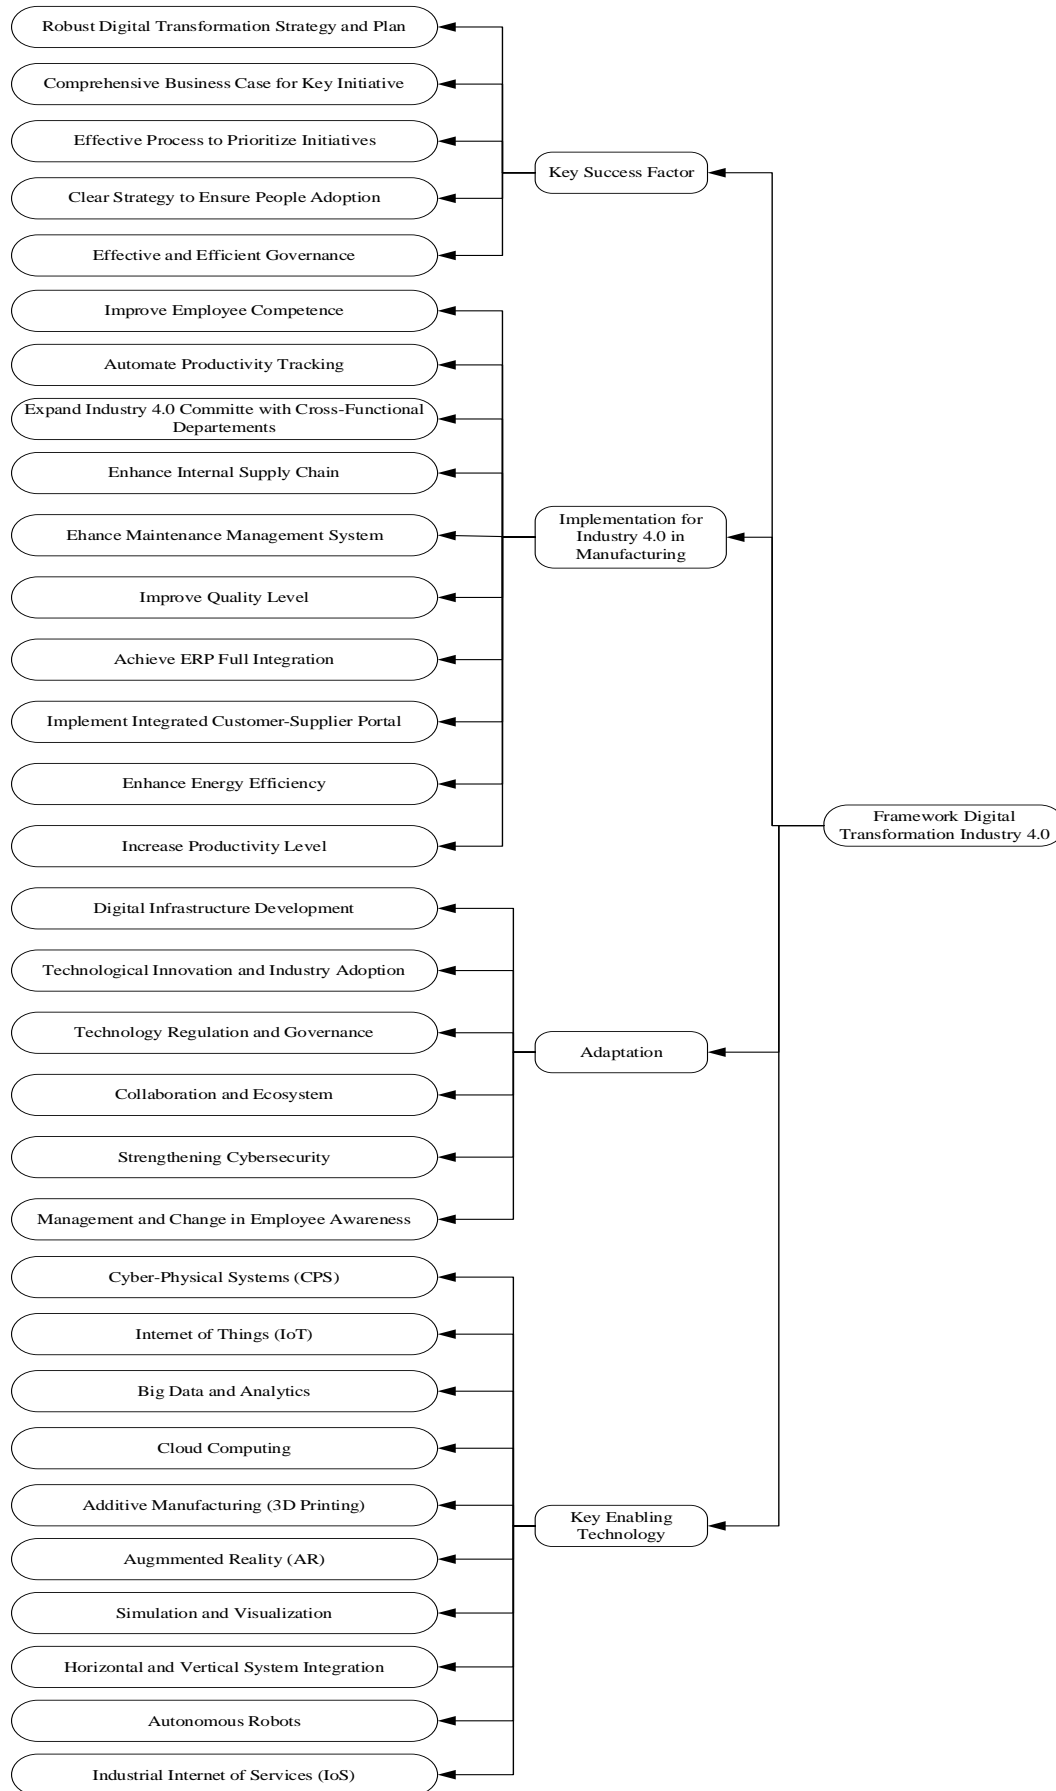 Robust Digital Transformation Strategy and Plan
Comprehensive Business Case for Key Initiative
Effective Process to Prioritize Initiatives
Clear Strategy to Ensure People Adoption
Effective and Efficient Governance
Key Success Factor
Improve Employee Competence
Automate Productivity Tracking
Expand Industry 4.0 Committe with Cross-Functional
Departements
Enhance Internal Supply Chain
Ehance Maintenance Management System
Improve Quality Level
Achieve ERP Full Integration
Implement Integrated Customer-Supplier Portal
Enhance Energy Efficiency
Increase Productivity Level
Implementation for
Industry 4.0 in
Manufacturing
Framework Digital
Transformation Industry 4.0
Digital Infrastructure Development
Technological Innovation and Industry Adoption
Technology Regulation and Governance
Collaboration and Ecosystem
Strengthening Cybersecurity
Management and Change in Employee Awareness
Adaptation
Cyber-Physical Systems (CPS)
Internet of Things (IoT)
Big Data and Analytics
Cloud Computing
Additive Manufacturing (3D Printing)
Augmmented Reality (AR)
Simulation and Visualization
Horizontal and Vertical System Integration
Autonomous Robots
Industrial Internet of Services (IoS)
Key Enabling
Technology